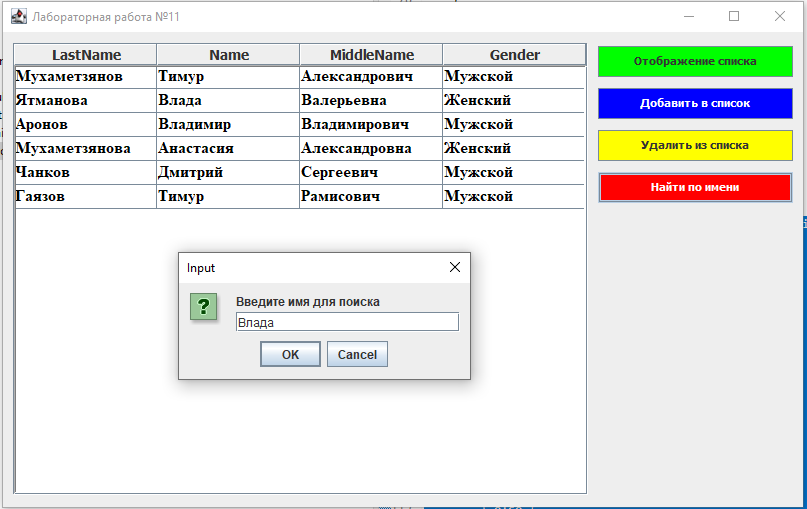 Лабораторная работа №11
LastName Name MiddleName Gender
Мухаметзянов Тимур Александрович Мужской
Ятманова Влада Валерьевна Женский
Аронов Владимир Владимирович Мужской
Мухаметзянова Анастасия Александровна Женский
Чанков Дмитрий Сергеевич Мужской
Гаязов Тимур Рамисович Мужской
Отображение списка
Добавить в список
Удалить из списка
Найти по имени
Input
Введите имя для поиска
Влада
OK Cancel